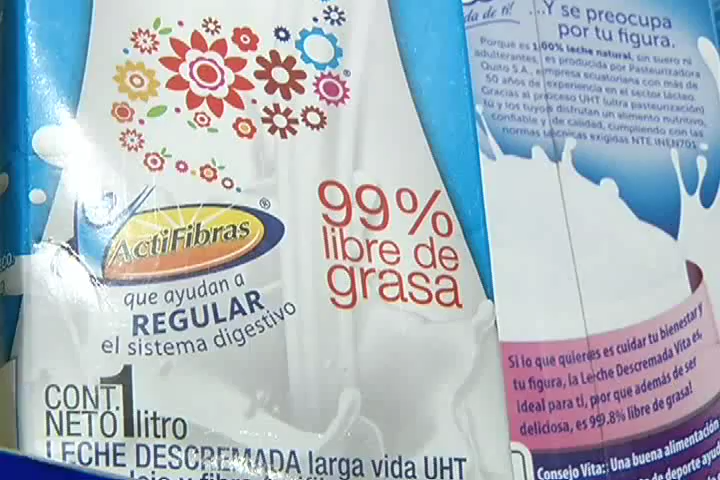 ActiFibras®
que ayudan a
REGULAR
el sistema digestivo
99%
libre de
grasa
CONT.
NETO 1 litro
LECHE DESCREMADA larga vida UHT
da de ti!
...Y se preocupa
por tu figura.
Porque es 100% leche natural, sin suero ni
adulterantes, es producida por Pasteurizadora
Quito S.A., empresa ecuatoriana con más de
50 años de experiencia en el sector lácteo.
Gracias al proceso UHT (ultra pasteurización)
tú y los tuyos disfrutan un alimento nutritivo,
confiable y de calidad, cumpliendo con las
normas técnicas exigidas NTE INEN701
Si lo que quieres es cuidar tu bienestar y
tu figura, la Leche Descremada Vita es,
ideal para ti, por que además de ser
deliciosa, es 99.8% libre de grasa!
Consejo Vita: Una buena alimentación
de deporte